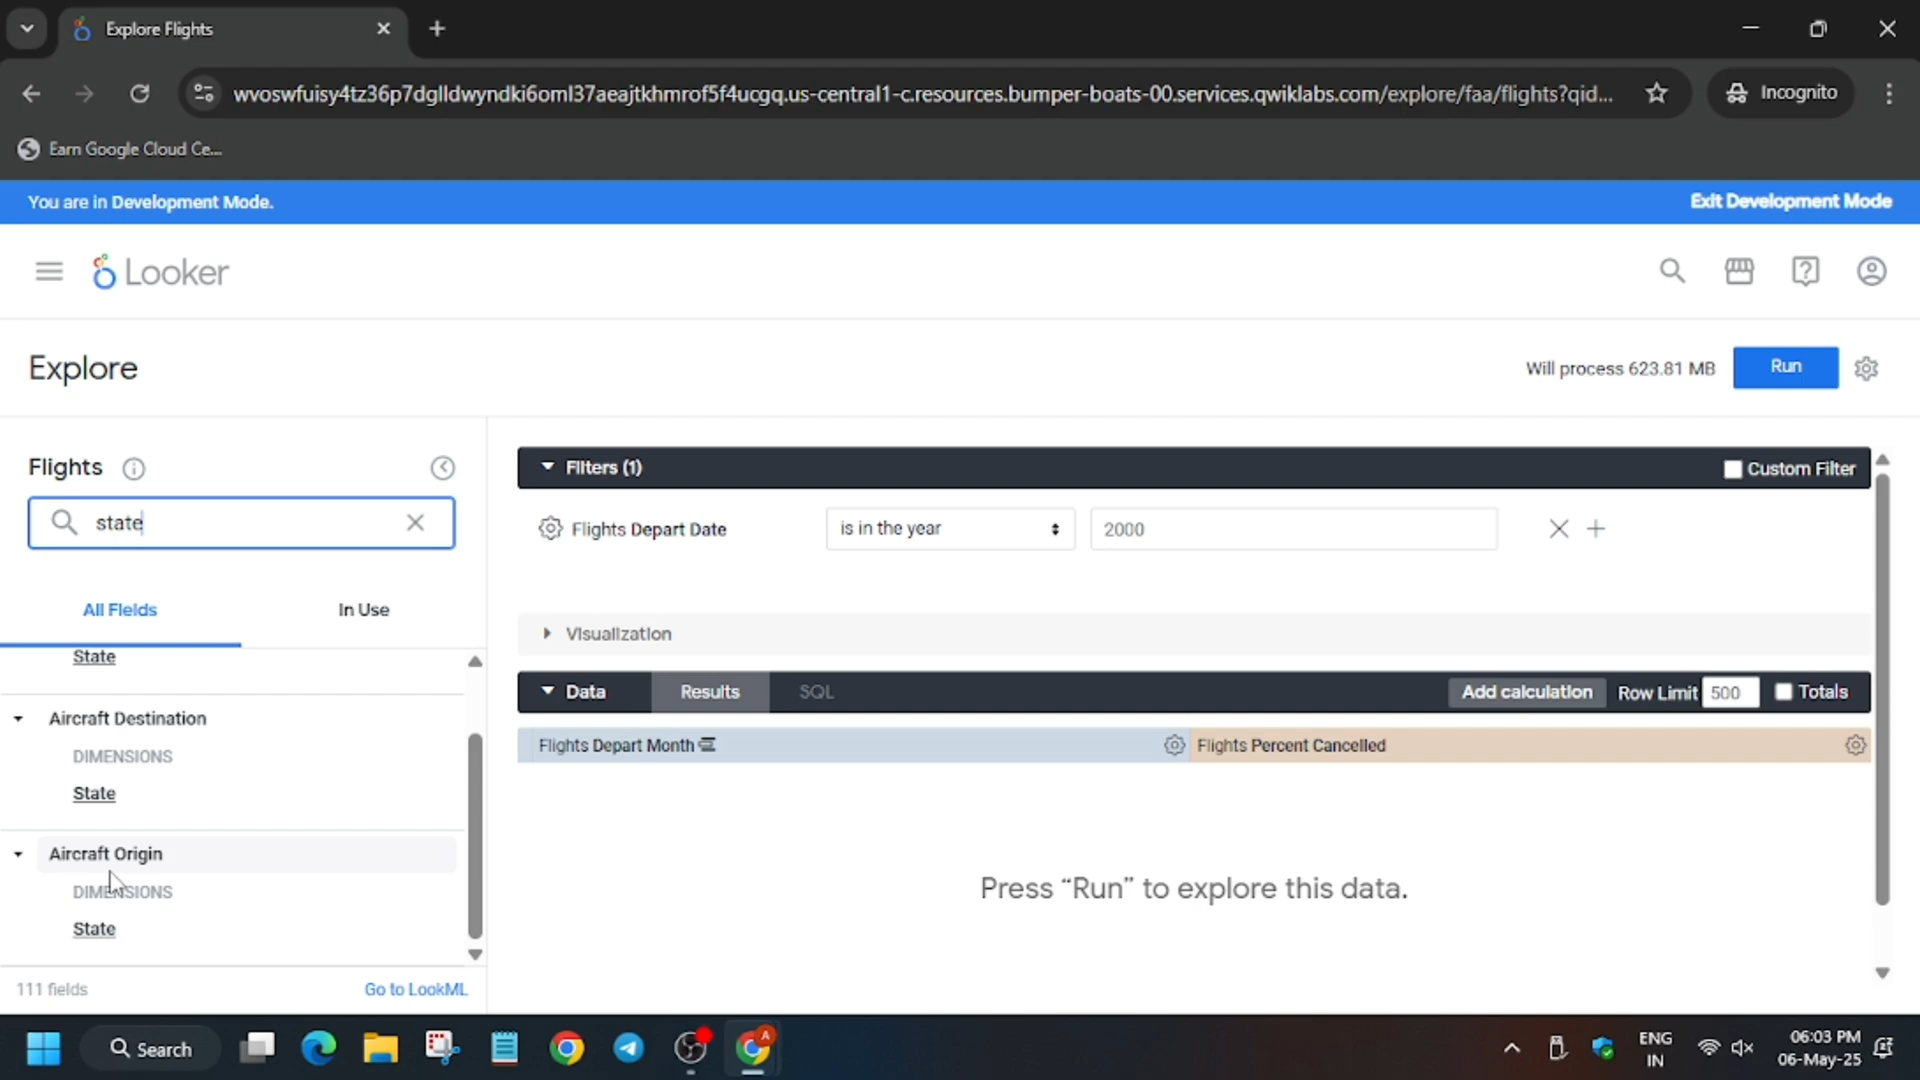 Explore Flights
wvoswfuisy4tz36p7dglldwyndki6oml37aeajtkhmrof5f4ucgq.us-central1-c.resources.bumper-boats-00.services.qwiklabs.com/explore/faa/flights?qid...
Incognito
Earn Google Cloud Ce...
You are in Development Mode.
Exit Development Mode
Looker
Explore
Will process 623.81 MB
Run
Flights
state
All Fields
In Use
State
Aircraft Destination
DIMENSIONS
State
Aircraft Origin
DIMENSIONS
State
111 fields
Go to LookML
Filters (1)
Custom Filter
Flights Depart Date
is in the year
2000
Visualization
Data
Results
SQL
Add calculation
Row Limit 500
Totals
Flights Depart Month
Flights Percent Cancelled
Press “Run” to explore this data.
Search
A
ENG
IN
06:03 PM
06-May-25